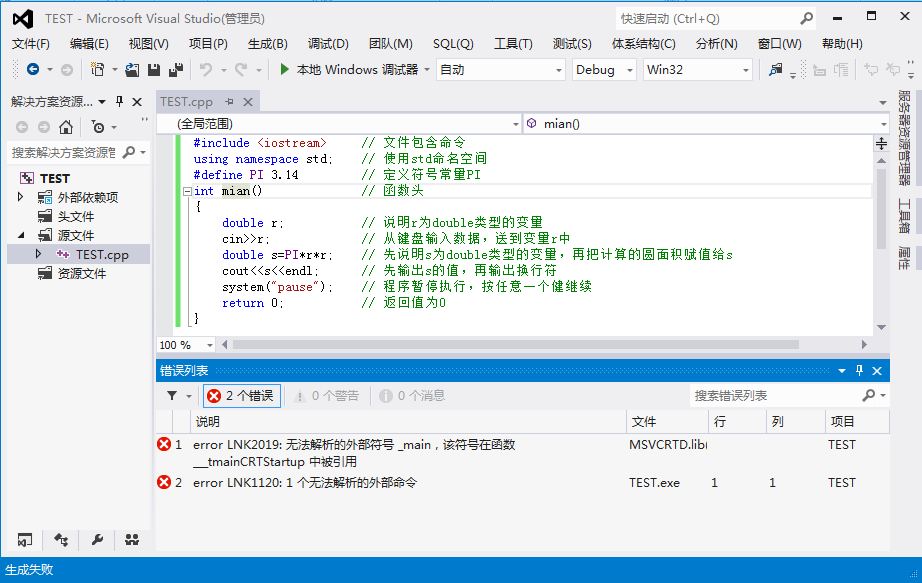 TEST - Microsoft Visual Studio(管理员)
快速启动 (Ctrl+Q)
文件(F) 编辑(E) 视图(V) 项目(P) 生成(B) 调试(D) 团队(M) SQL(Q) 工具(T) 测试(S) 体系结构(C) 分析(N) 窗口(W) 帮助(H)
本地 Windows 调试器 自动 Debug Win32
解决方案资源...
搜索解决方案资源管
TEST
外部依赖项
头文件
源文件
TEST.cpp
资源文件
TEST.cpp
(全局范围) mian()
#include <iostream> // 文件包含命令
using namespace std; // 使用std命名空间
#define PI 3.14 // 定义符号常量PI
int mian() // 函数头
{
double r; // 说明r为double类型的变量
cin>>r; // 从键盘输入数据，送到变量r中
double s=PI*r*r; // 先说明s为double类型的变量，再把计算的圆面积赋值给s
cout<<s<<endl; // 先输出s的值，再输出换行符
system("pause"); // 程序暂停执行，按任意一个健继续
return 0; // 返回值为0
}
100 %
服务器资源管理器
工具箱
属性
错误列表
2 个错误 0 个警告 0 个消息
搜索错误列表
说明 文件 行 列 项目
1 error LNK2019: 无法解析的外部符号 _main，该符号在函数 MSVCRTD.lib( TEST
___tmainCRTStartup 中被引用
2 error LNK1120: 1 个无法解析的外部命令 TEST.exe 1 1 TEST
生成失败